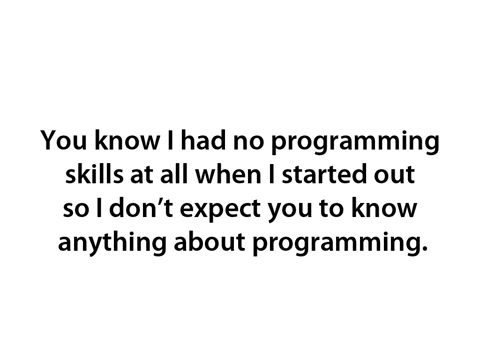 You know I had no programming
skills at all when I started out
so I don’t expect you to know
anything about programming.